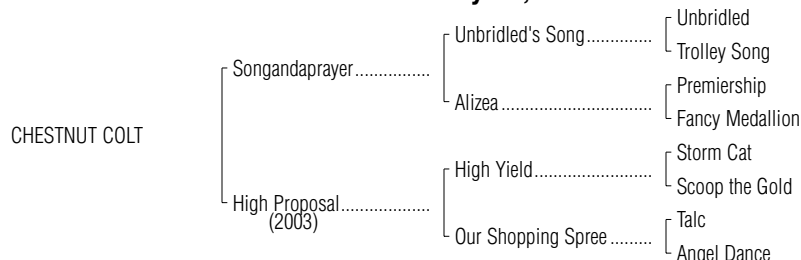 Unbridled
Unbridled's Song..............
Trolley Song
Songandaprayer................
Premiership
Alizea................................
Fancy Medallion
CHESTNUT COLT
Storm Cat
High Yield.........................
Scoop the Gold
High Proposal...................
(2003)
Talc
Our Shopping Spree.........
Angel Dance